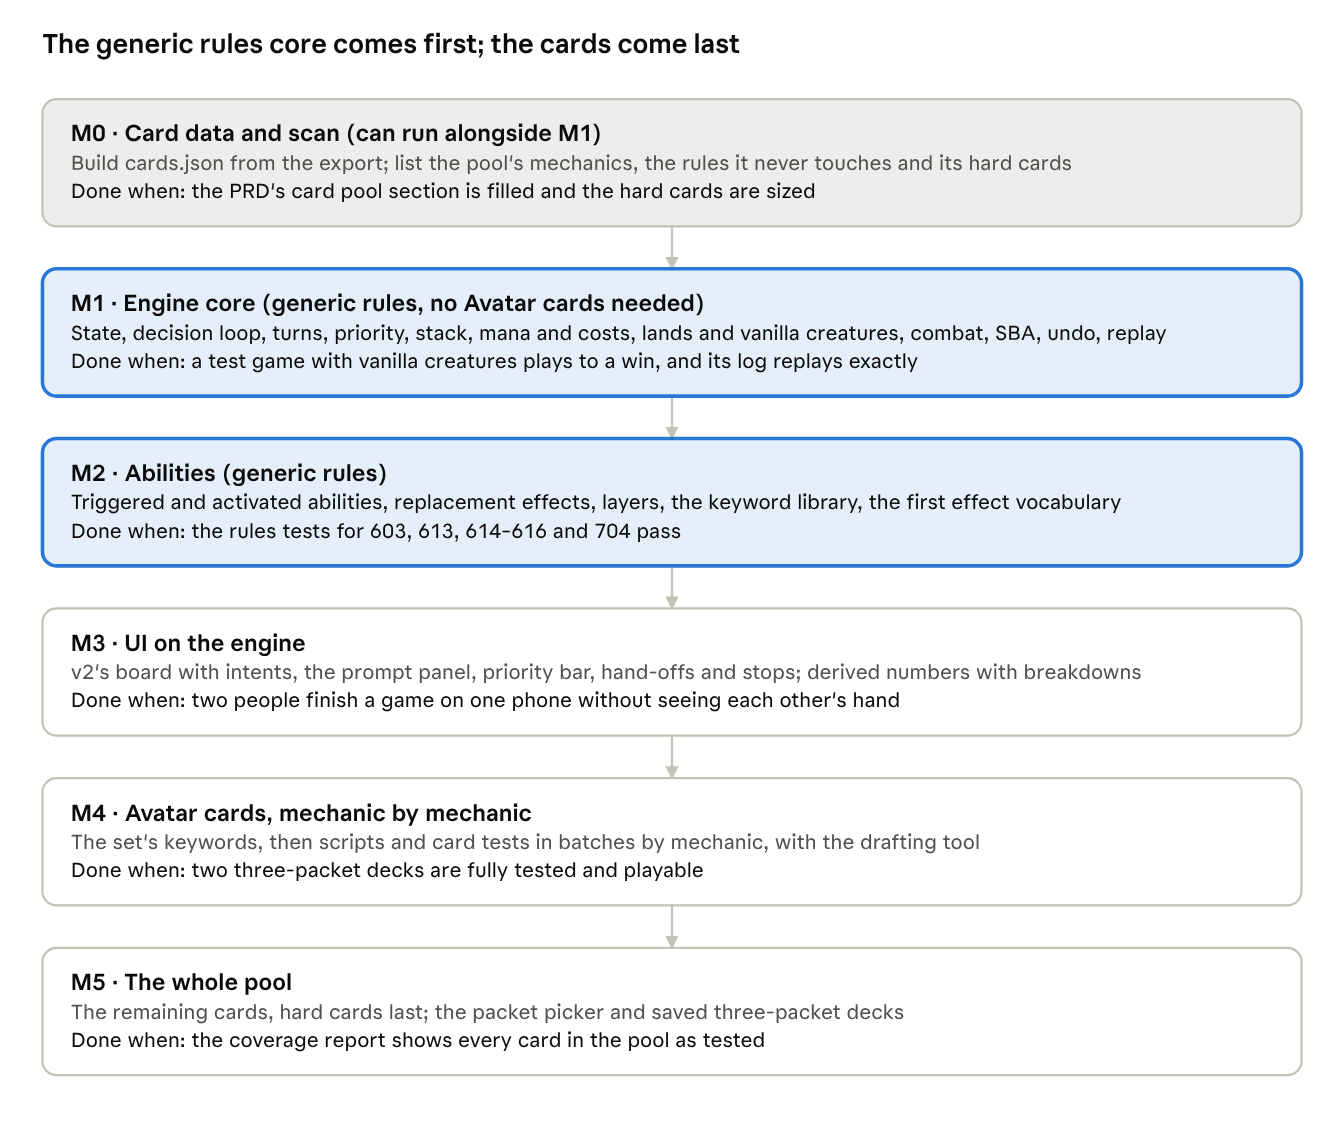 The generic rules core comes first; the cards come last
M0 · Card data and scan (can run alongside M1)
Build cards.json from the export; list the pool's mechanics, the rules it never touches and its hard cards
Done when: the PRD's card pool section is filled and the hard cards are sized
M1 · Engine core (generic rules, no Avatar cards needed)
State, decision loop, turns, priority, stack, mana and costs, lands and vanilla creatures, combat, SBA, undo, replay
Done when: a test game with vanilla creatures plays to a win, and its log replays exactly
M2 · Abilities (generic rules)
Triggered and activated abilities, replacement effects, layers, the keyword library, the first effect vocabulary
Done when: the rules tests for 603, 613, 614–616 and 704 pass
M3 · UI on the engine
v2's board with intents, the prompt panel, priority bar, hand-offs and stops; derived numbers with breakdowns
Done when: two people finish a game on one phone without seeing each other's hand
M4 · Avatar cards, mechanic by mechanic
The set's keywords, then scripts and card tests in batches by mechanic, with the drafting tool
Done when: two three-packet decks are fully tested and playable
M5 · The whole pool
The remaining cards, hard cards last; the packet picker and saved three-packet decks
Done when: the coverage report shows every card in the pool as tested